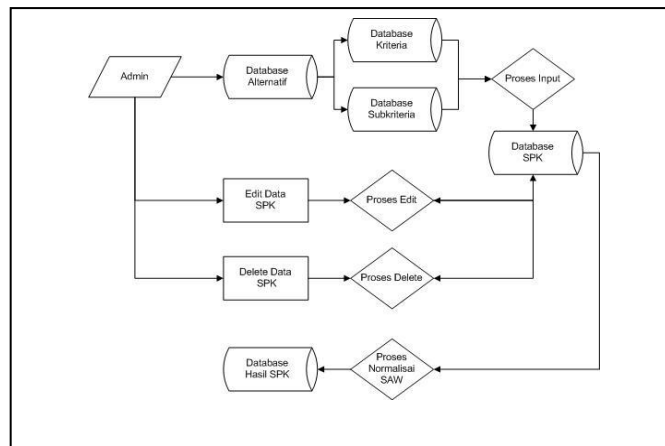 Admin
Database
Alternatif
Database
Kriteria
Database
Subkriteria
Proses Input
Database
SPK
Edit Data
SPK
Proses Edit
Delete Data
SPK
Proses Delete
Database
Hasil SPK
Proses
Normalisai
SAW